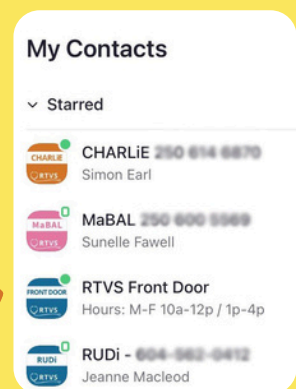 My Contacts
Starred
CHARLiE
CHARLiE
Simon Earl
RTVS
MaBAL
MaBAL
Sunelle Fawell
RTVS
FRONT DOOR
RTVS Front Door
Hours: M-F 10a-12p / 1p-4p
RTVS
RUDi
RUDi -
Jeanne Macleod
RTVS